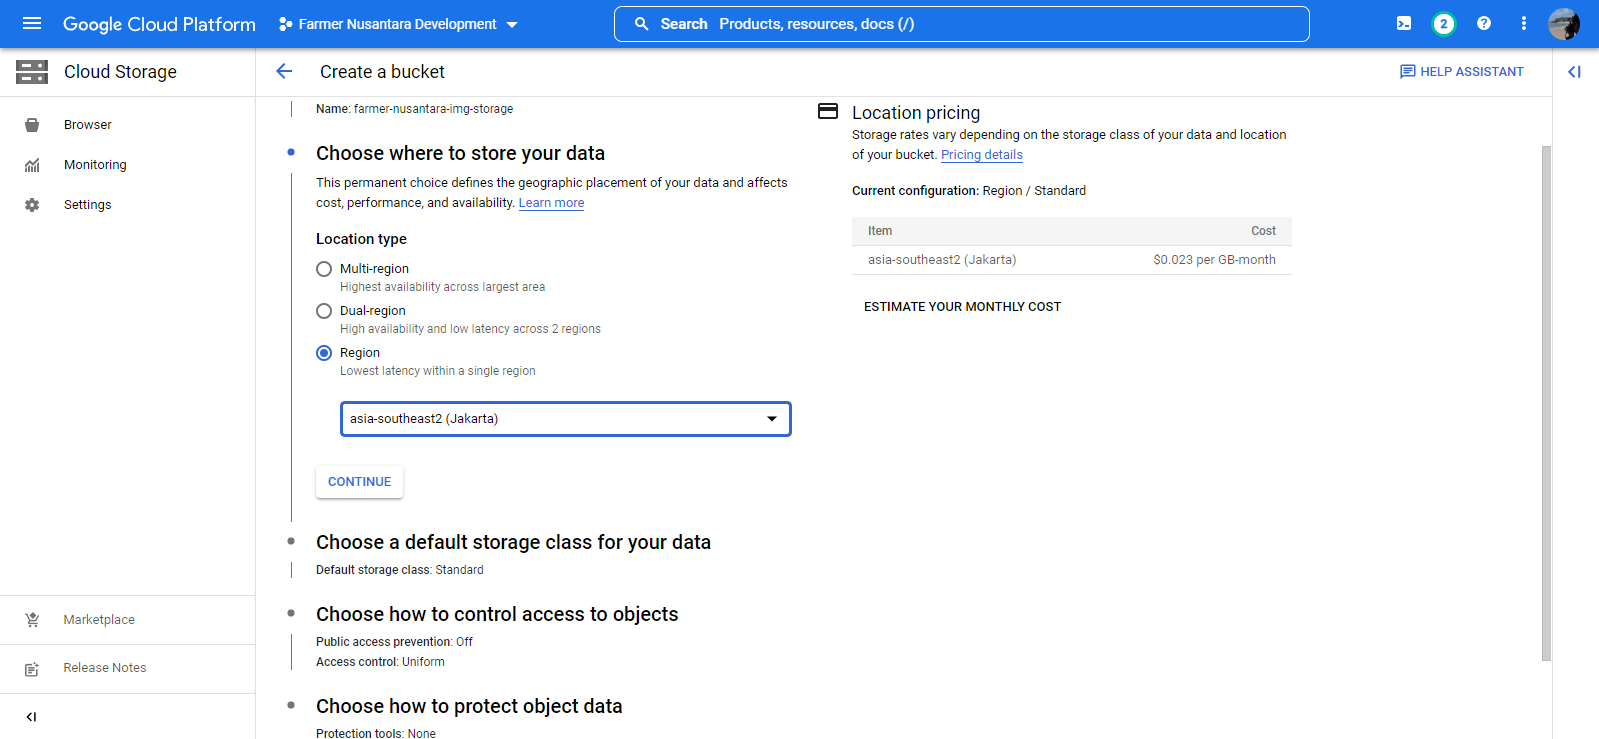 Google Cloud Platform
Farmer Nusantara Development
Search Products, resources, docs (/)
2
Cloud Storage
Create a bucket
HELP ASSISTANT
Browser
Monitoring
Settings
Marketplace
Release Notes
Name: farmer-nusantara-img-storage
Choose where to store your data
This permanent choice defines the geographic placement of your data and affects
cost, performance, and availability. Learn more
Location type
Multi-region
Highest availability across largest area
Dual-region
High availability and low latency across 2 regions
Region
Lowest latency within a single region
asia-southeast2 (Jakarta)
CONTINUE
Choose a default storage class for your data
Default storage class: Standard
Choose how to control access to objects
Public access prevention: Off
Access control: Uniform
Choose how to protect object data
Protection tools: None
Location pricing
Storage rates vary depending on the storage class of your data and location
of your bucket. Pricing details
Current configuration: Region / Standard
Item Cost
asia-southeast2 (Jakarta) $0.023 per GB-month
ESTIMATE YOUR MONTHLY COST